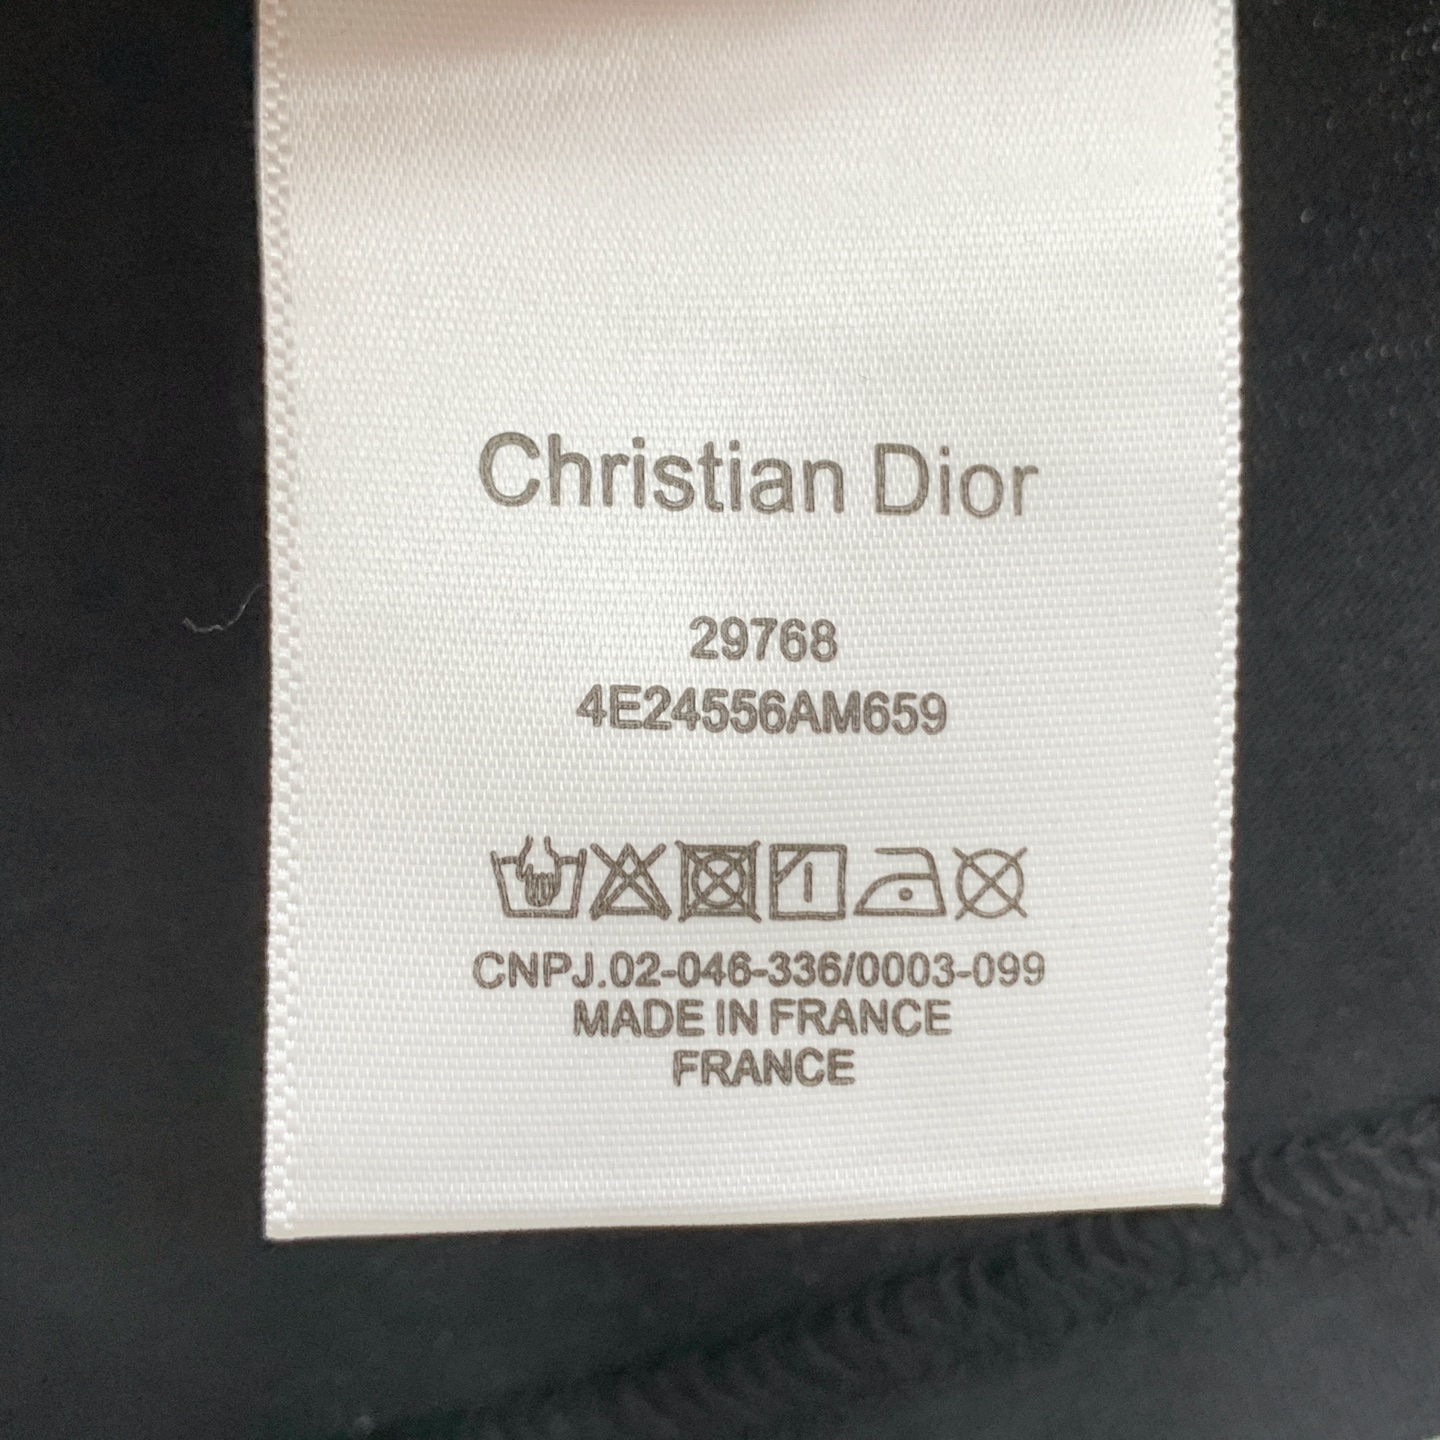 Christian Dior
29768
4E24556AM659
CNPJ.02-046-336/0003-099
MADE IN FRANCE
FRANCE